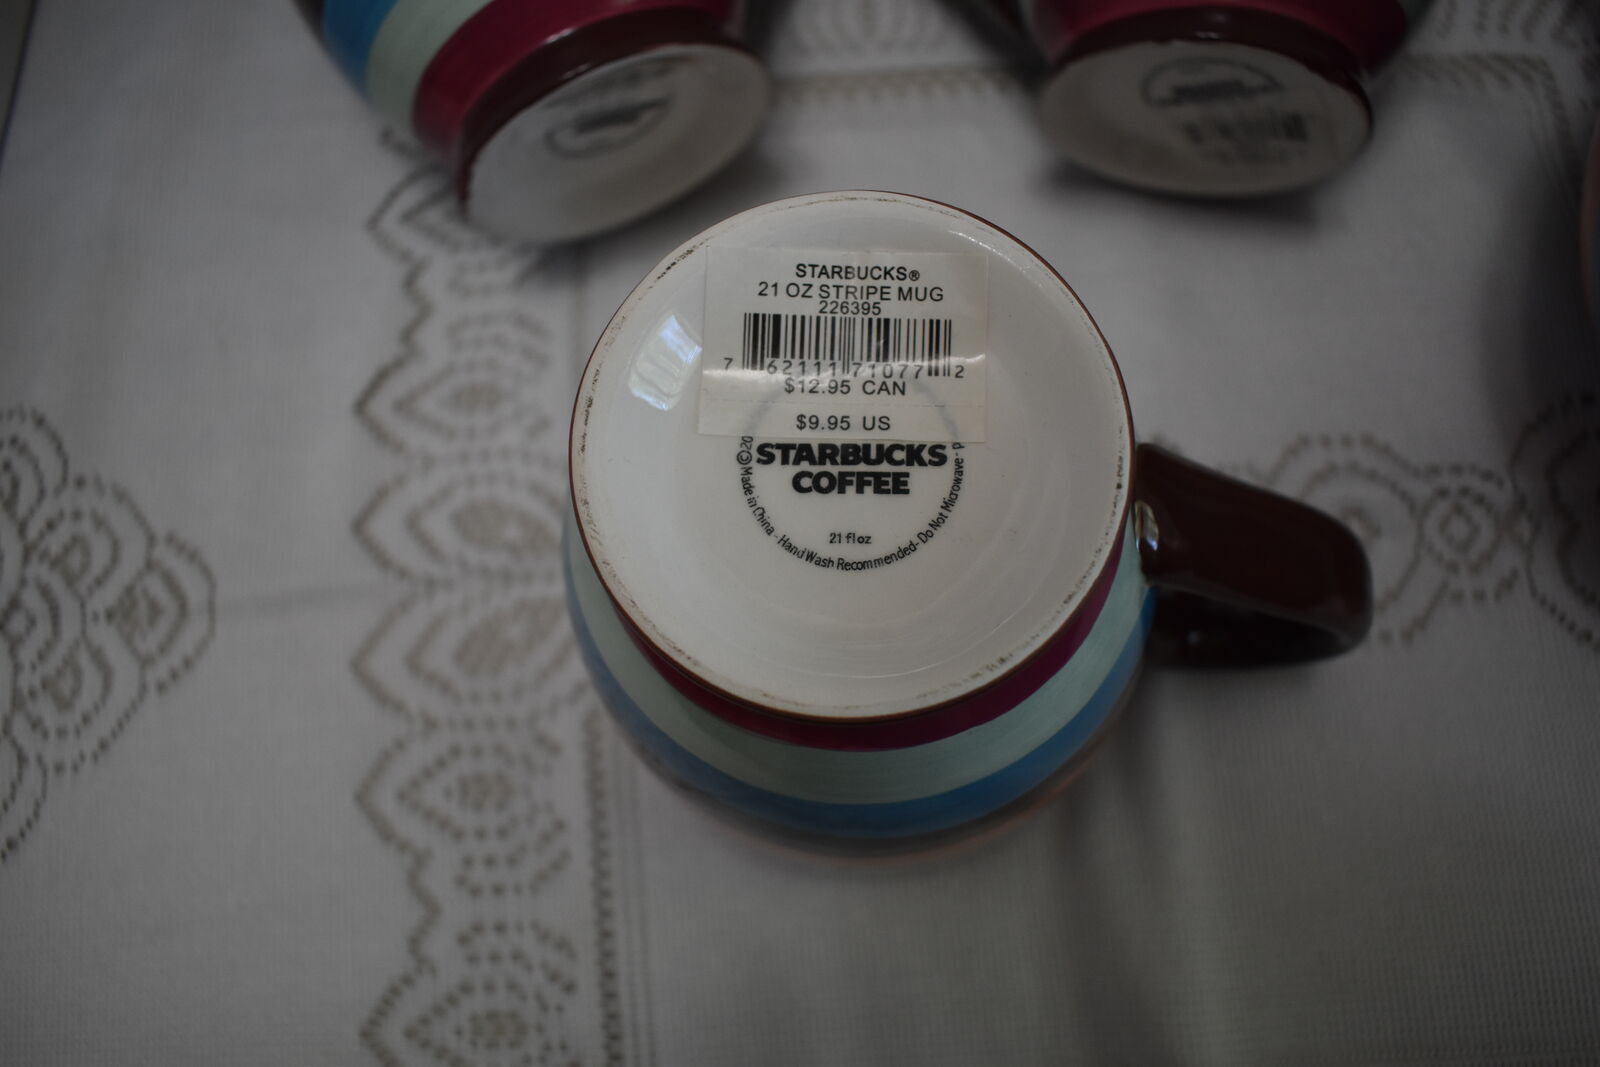 STARBUCKS®
21 OZ STRIPE MUG
226395
7 62111 71077 2
$12.95 CAN
$9.95 US
STARBUCKS
COFFEE
21 fl oz
©20
Made in China - Hand Wash Recommended - Do Not Microwave -